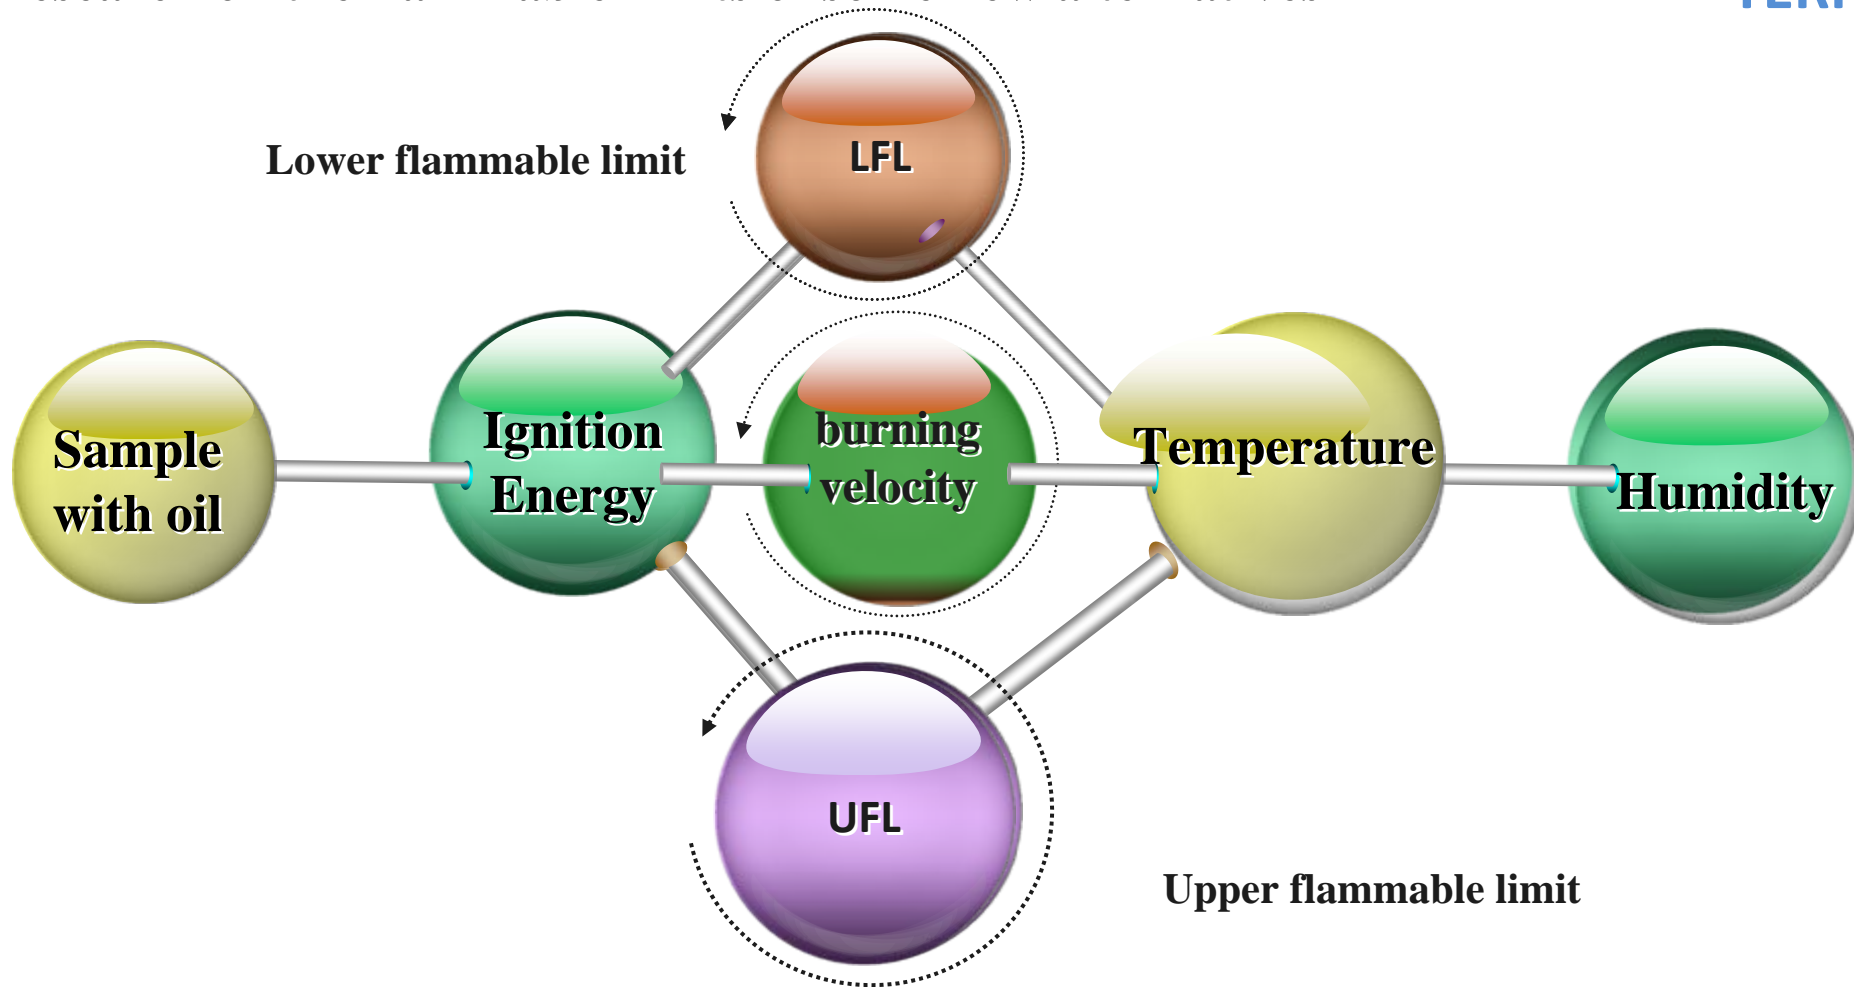 Lower flammable limit
LFL
Sample
with oil
Ignition
Energy
burning
velocity
Temperature
Humidity
UFL
Upper flammable limit